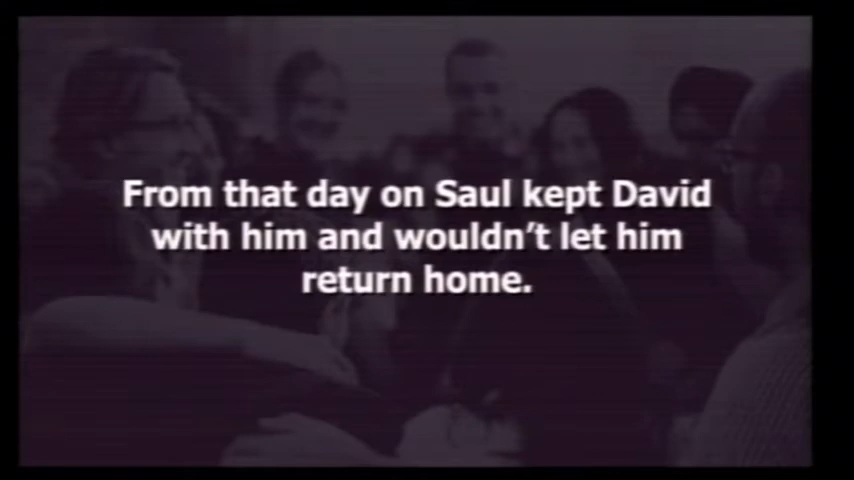 From that day on Saul kept David
with him and wouldn’t let him
return home.